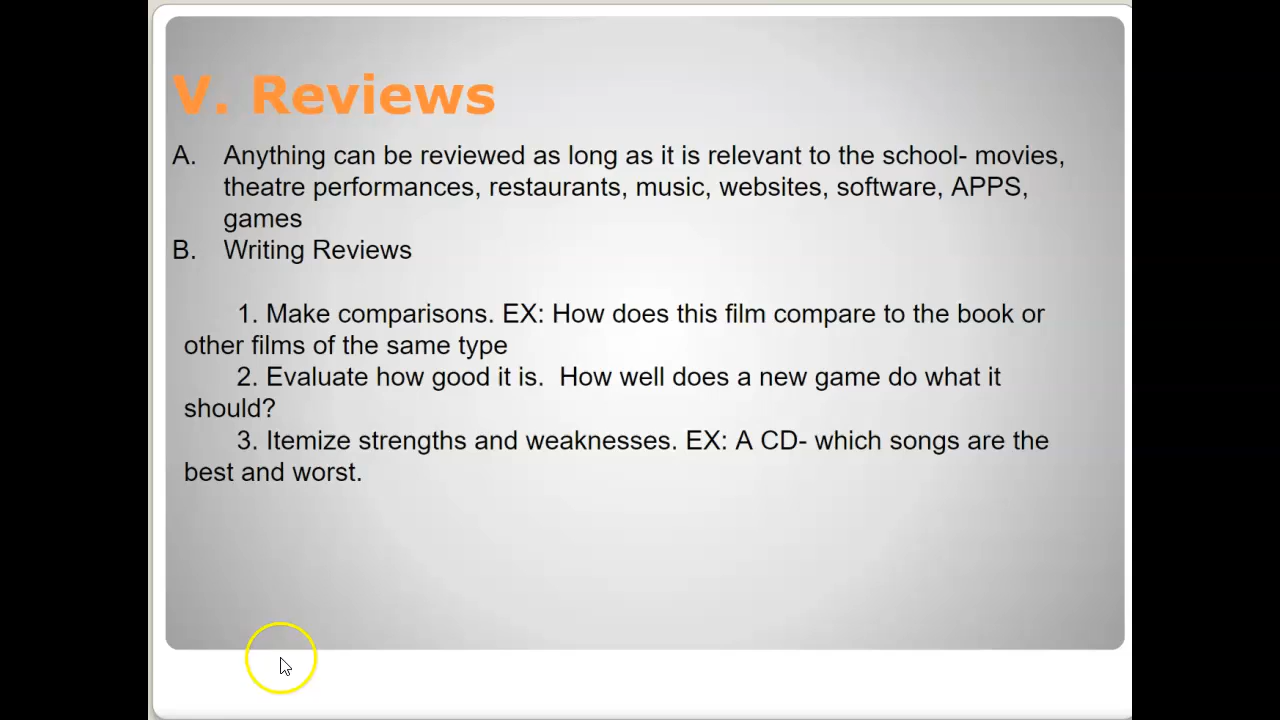 V. Reviews
A. Anything can be reviewed as long as it is relevant to the school- movies,
theatre performances, restaurants, music, websites, software, APPS,
games
B. Writing Reviews
1. Make comparisons. EX: How does this film compare to the book or
other films of the same type
2. Evaluate how good it is.  How well does a new game do what it
should?
3. Itemize strengths and weaknesses. EX: A CD- which songs are the
best and worst.